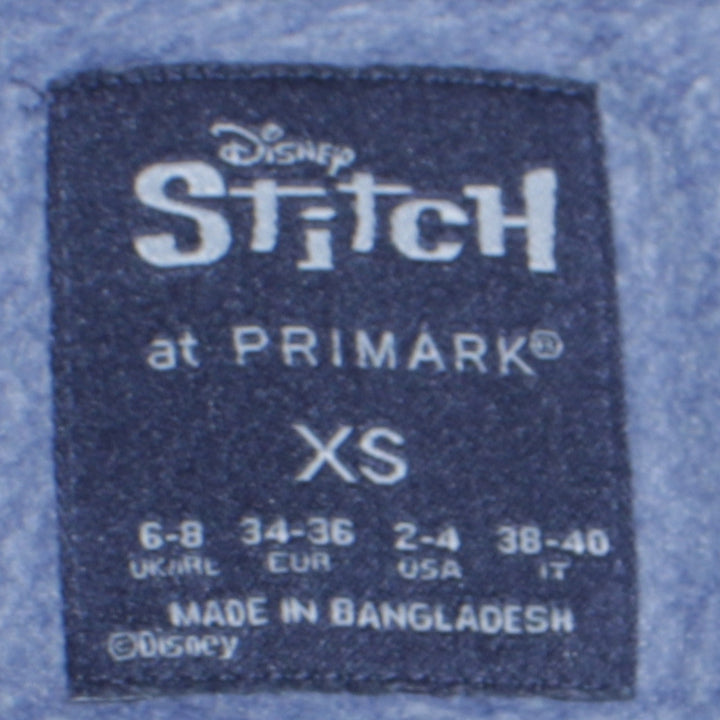 Disney
Stitch
at PRIMARK®
XS
6-8 34-36 2-4 38-40
UK/IRL EUR USA IT
MADE IN BANGLADESH
©Disney